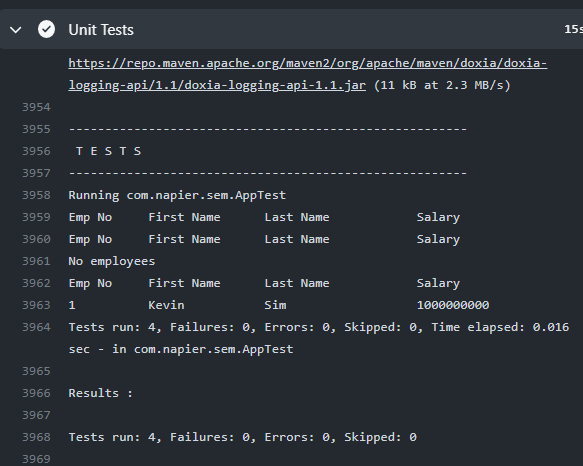 Unit Tests 15s
https://repo.maven.apache.org/maven2/org/apache/maven/doxia/doxia-
logging-api/1.1/doxia-logging-api-1.1.jar (11 kB at 2.3 MB/s)
3954
3955 -------------------------------------------------------
3956 T E S T S
3957 -------------------------------------------------------
3958 Running com.napier.sem.AppTest
3959 Emp No First Name Last Name Salary
3960 Emp No First Name Last Name Salary
3961 No employees
3962 Emp No First Name Last Name Salary
3963 1 Kevin Sim 1000000000
3964 Tests run: 4, Failures: 0, Errors: 0, Skipped: 0, Time elapsed: 0.016
sec - in com.napier.sem.AppTest
3965
3966 Results :
3967
3968 Tests run: 4, Failures: 0, Errors: 0, Skipped: 0
3969